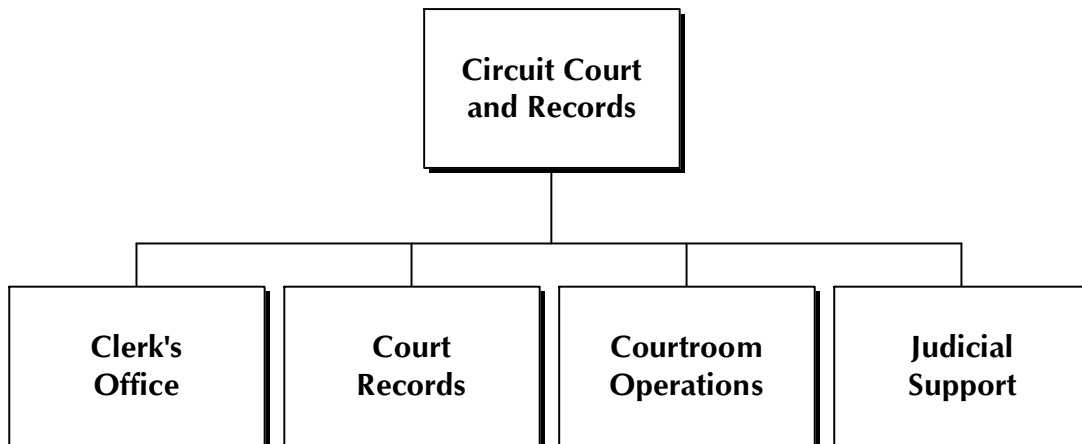 Circuit Court
and Records
Clerk's
Office
Court
Records
Courtroom
Operations
Judicial
Support